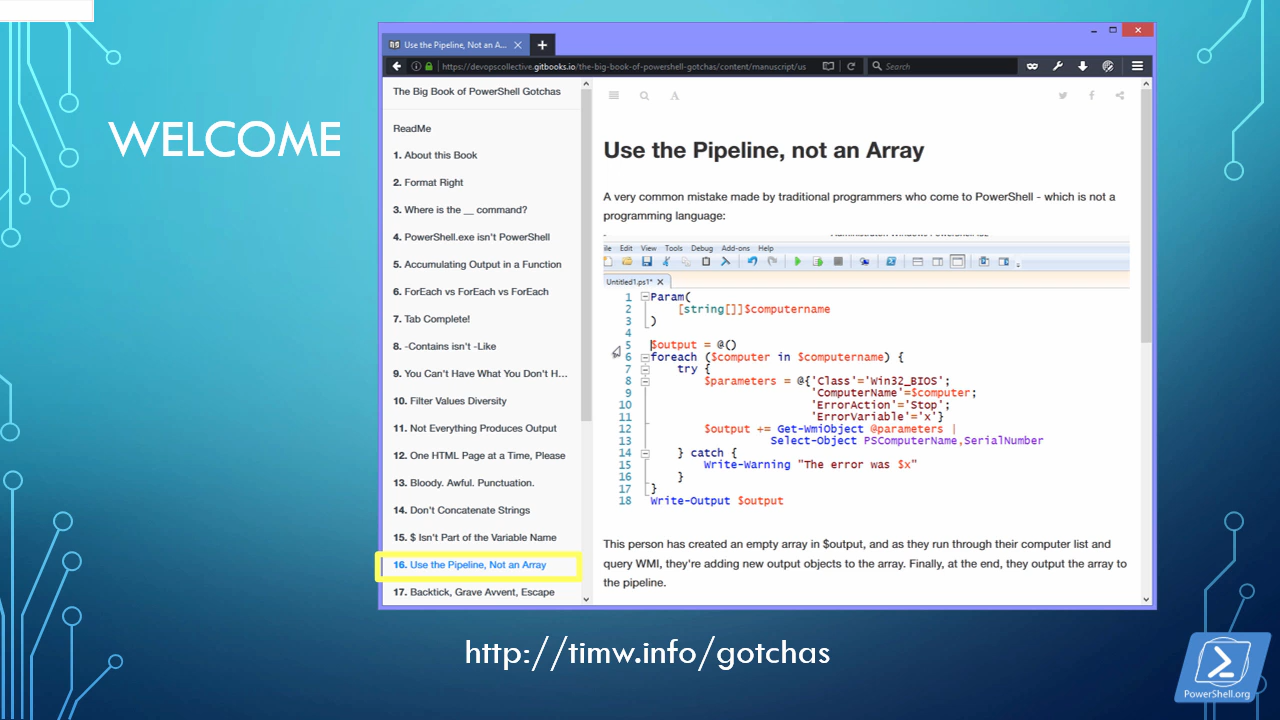 WELCOME
Use the Pipeline, Not an A...
https://devopscollective.gitbooks.io/the-big-book-of-powershell-gotchas/content/manuscript/us
Search
The Big Book of PowerShell Gotchas
ReadMe
1. About this Book
2. Format Right
3. Where is the __ command?
4. PowerShell.exe isn't PowerShell
5. Accumulating Output in a Function
6. ForEach vs ForEach vs ForEach
7. Tab Complete!
8. -Contains isn't -Like
9. You Can't Have What You Don't H...
10. Filter Values Diversity
11. Not Everything Produces Output
12. One HTML Page at a Time, Please
13. Bloody. Awful. Punctuation.
14. Don't Concatenate Strings
15. $ Isn't Part of the Variable Name
16. Use the Pipeline, Not an Array
17. Backtick, Grave Avvent, Escape
A
Use the Pipeline, not an Array
A very common mistake made by traditional programmers who come to PowerShell - which is not a
programming language:
ile Edit View Tools Debug Add-ons Help
Untitled1.ps1* X
1 Param(
2 [string[]]$computername
3 )
4
5 $output = @()
6 foreach ($computer in $computername) {
7 try {
8 $parameters = @{'Class'='Win32_BIOS';
9 'ComputerName'=$computer;
10 'ErrorAction'='Stop';
11 'ErrorVariable'='x'}
12 $output += Get-WmiObject @parameters |
13 Select-Object PSComputerName,SerialNumber
14 } catch {
15 Write-Warning "The error was $x"
16 }
17 }
18 Write-Output $output
This person has created an empty array in $output, and as they run through their computer list and
query WMI, they're adding new output objects to the array. Finally, at the end, they output the array to
the pipeline.
http://timw.info/gotchas
PowerShell.org